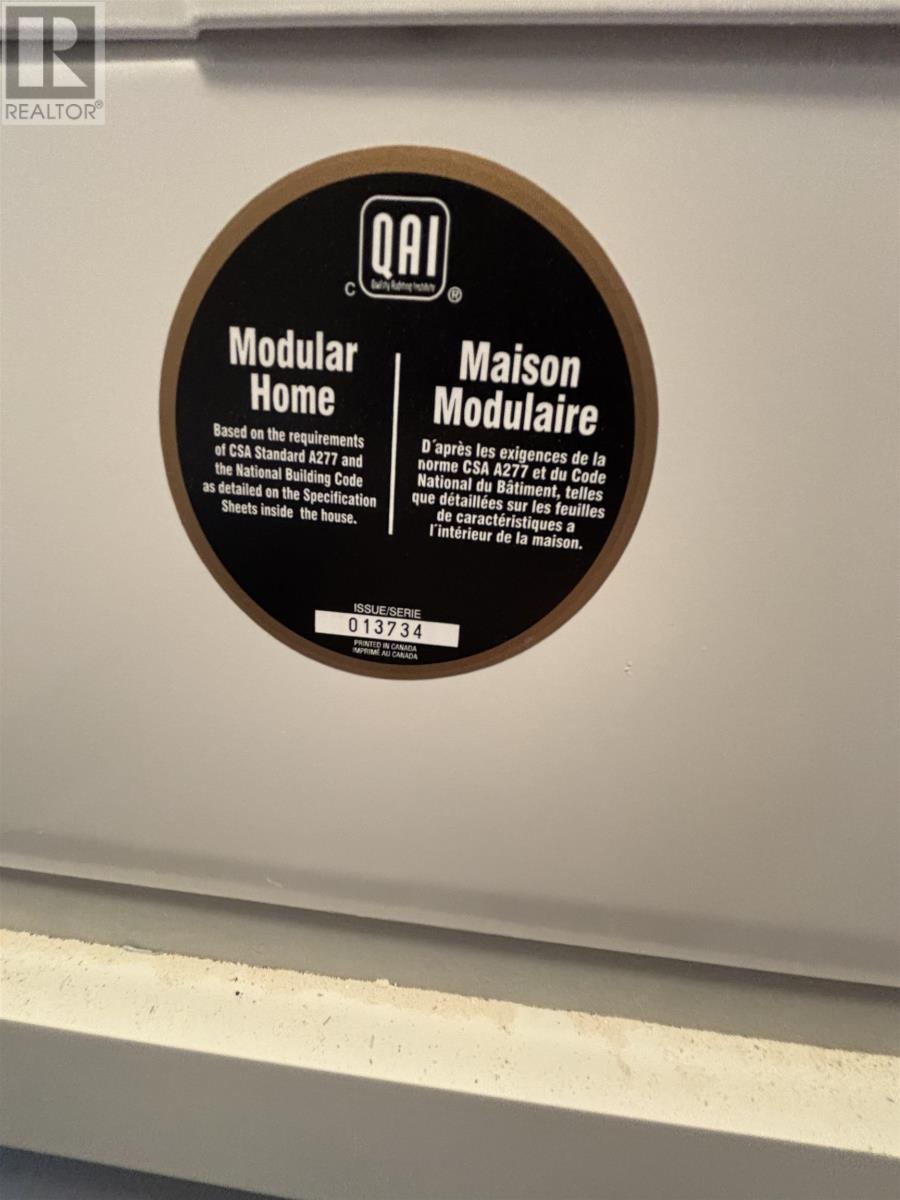 R
REALTOR®
QAI
Quality Auditing Institute
C ®
Modular
Home
Based on the requirements
of CSA Standard A277 and
the National Building Code
as detailed on the Specification
Sheets inside the house.
Maison
Modulaire
D'après les exigences de la
norme CSA A277 et du Code
National du Bâtiment, telles
que détaillées sur les feuilles
de caractéristiques a
l'intérieur de la maison.
ISSUE/SERIE
013734
PRINTED IN CANADA
IMPRIMÉ AU CANADA